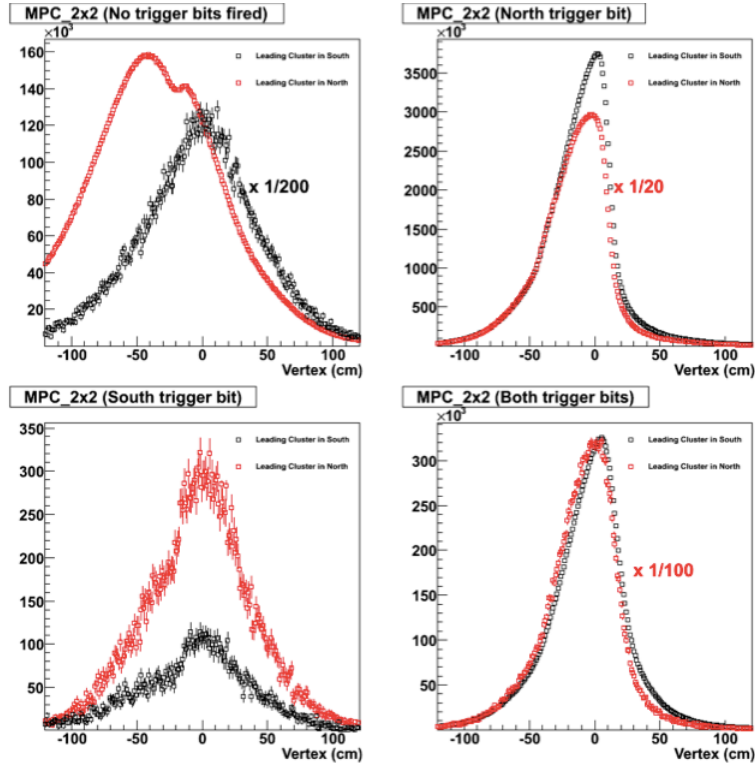 MPC_2x2 (No trigger bits fired)
×10³
160
140
120
100
80
60
40
20
Leading Cluster in South
Leading Cluster in North
x 1/200
-100 -50 0 50 100
Vertex (cm)
MPC_2x2 (North trigger bit)
3500
3000
2500
2000
1500
1000
500
Leading Cluster in South
Leading Cluster in North
x 1/20
-100 -50 0 50 100
Vertex (cm)
MPC_2x2 (South trigger bit)
350
300
250
200
150
100
50
Leading Cluster in South
Leading Cluster in North
-100 -50 0 50 100
Vertex (cm)
MPC_2x2 (Both trigger bits)
×10³
300
250
200
150
100
50
Leading Cluster in South
Leading Cluster in North
x 1/100
-100 -50 0 50 100
Vertex (cm)